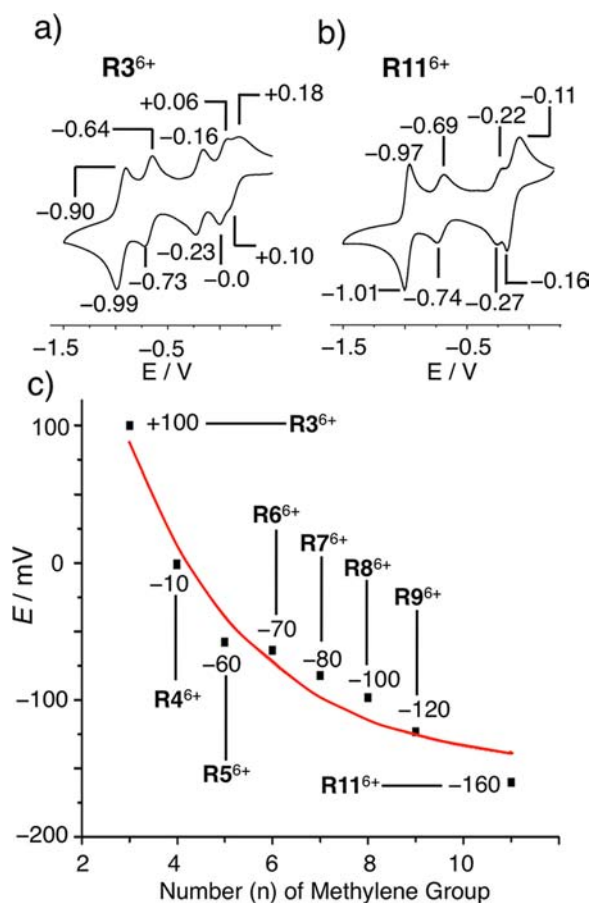 a)
R3⁶⁺
+0.06
+0.18
−0.64
−0.16
−0.90
−0.23
+0.10
−0.73
−0.0
−0.99
−1.5
−0.5
E / V
b)
R11⁶⁺
−0.11
−0.22
−0.69
−0.97
−0.16
−1.01
−0.74
−0.27
−1.5
−0.5
E / V
c)
100
+100
R3⁶⁺
R6⁶⁺
R7⁶⁺
R8⁶⁺
R9⁶⁺
0
−10
−70
−60
−80
−100
−120
E / mV
−100
R4⁶⁺
R5⁶⁺
R11⁶⁺
−160
−200
2 4 6 8 10
Number (n) of Methylene Group